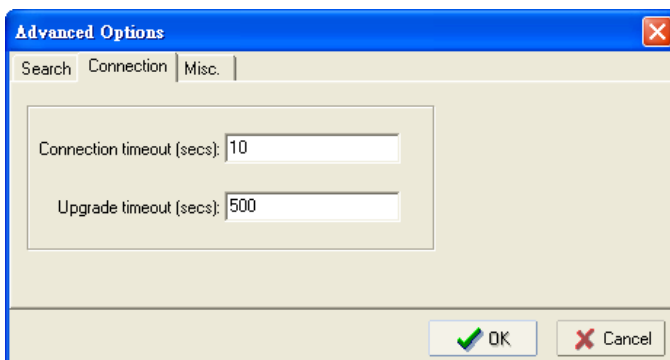 Advanced Options
Search Connection Misc.
Connection timeout (secs): 10
Upgrade timeout (secs): 500
OK Cancel